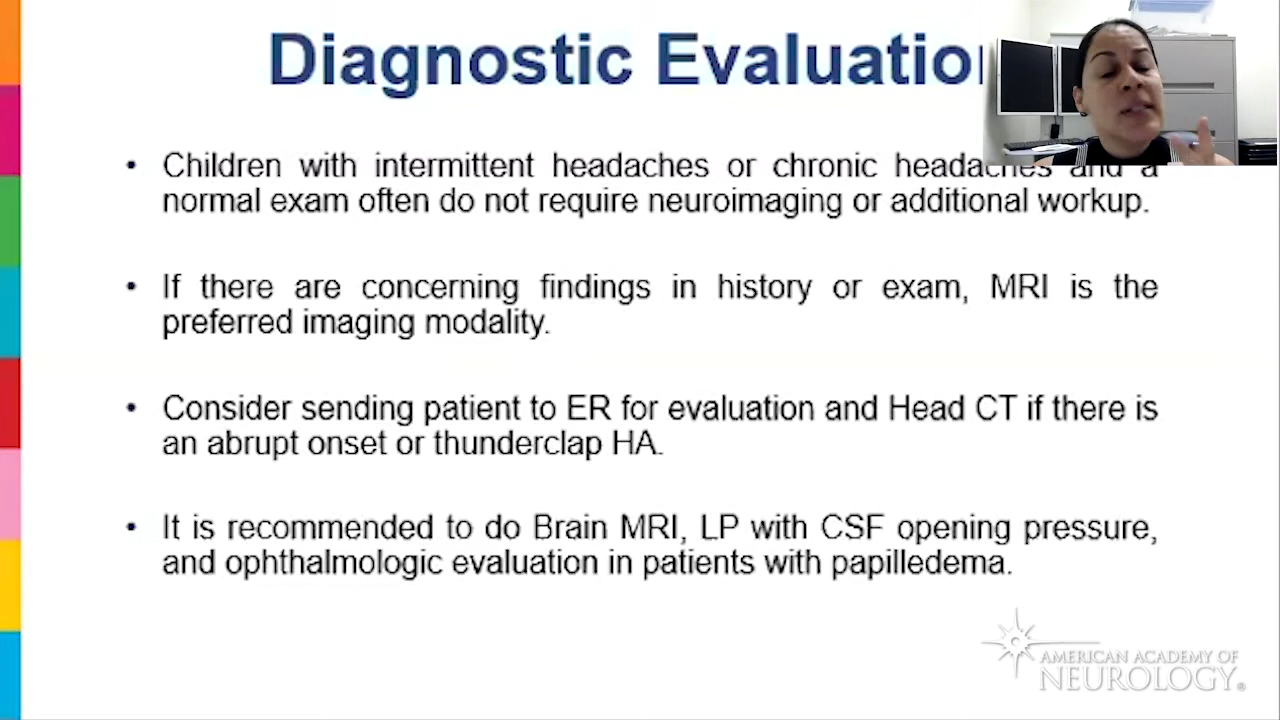 Diagnostic Evaluation
• Children with intermittent headaches or chronic headaches and a
normal exam often do not require neuroimaging or additional workup.
• If there are concerning findings in history or exam, MRI is the
preferred imaging modality.
• Consider sending patient to ER for evaluation and Head CT if there is
an abrupt onset or thunderclap HA.
• It is recommended to do Brain MRI, LP with CSF opening pressure,
and ophthalmologic evaluation in patients with papilledema.
AMERICAN ACADEMY OF
NEUROLOGY®